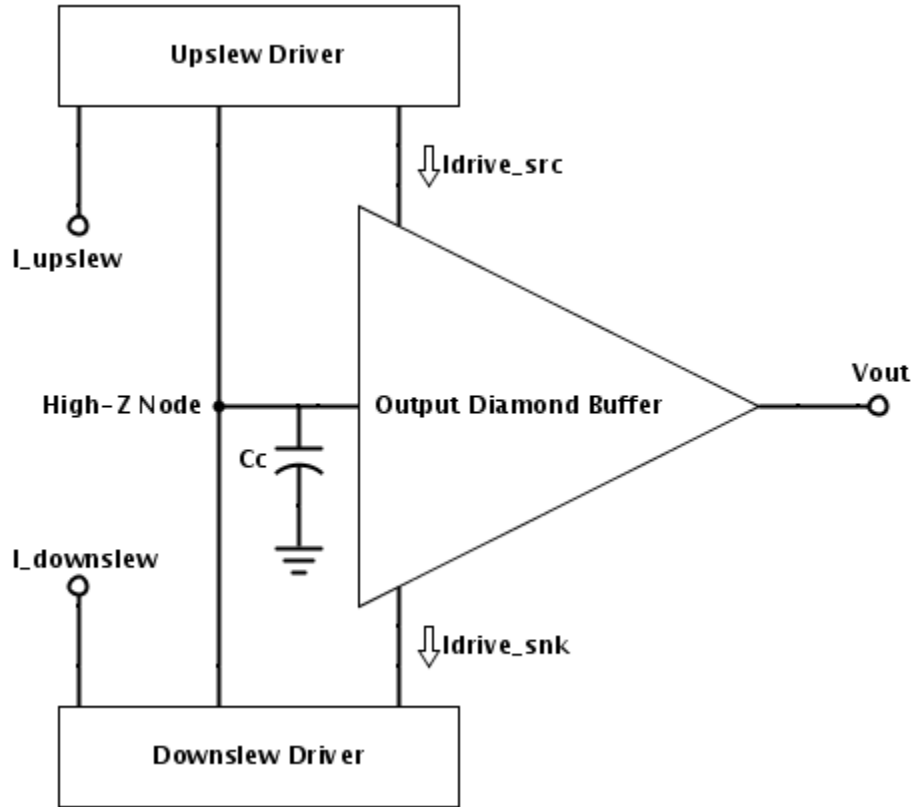 Upslew Driver
Idrive_src
I_upslew
Vout
High-Z Node
Output Diamond Buffer
Cc
I_downslew
Idrive_snk
Downslew Driver